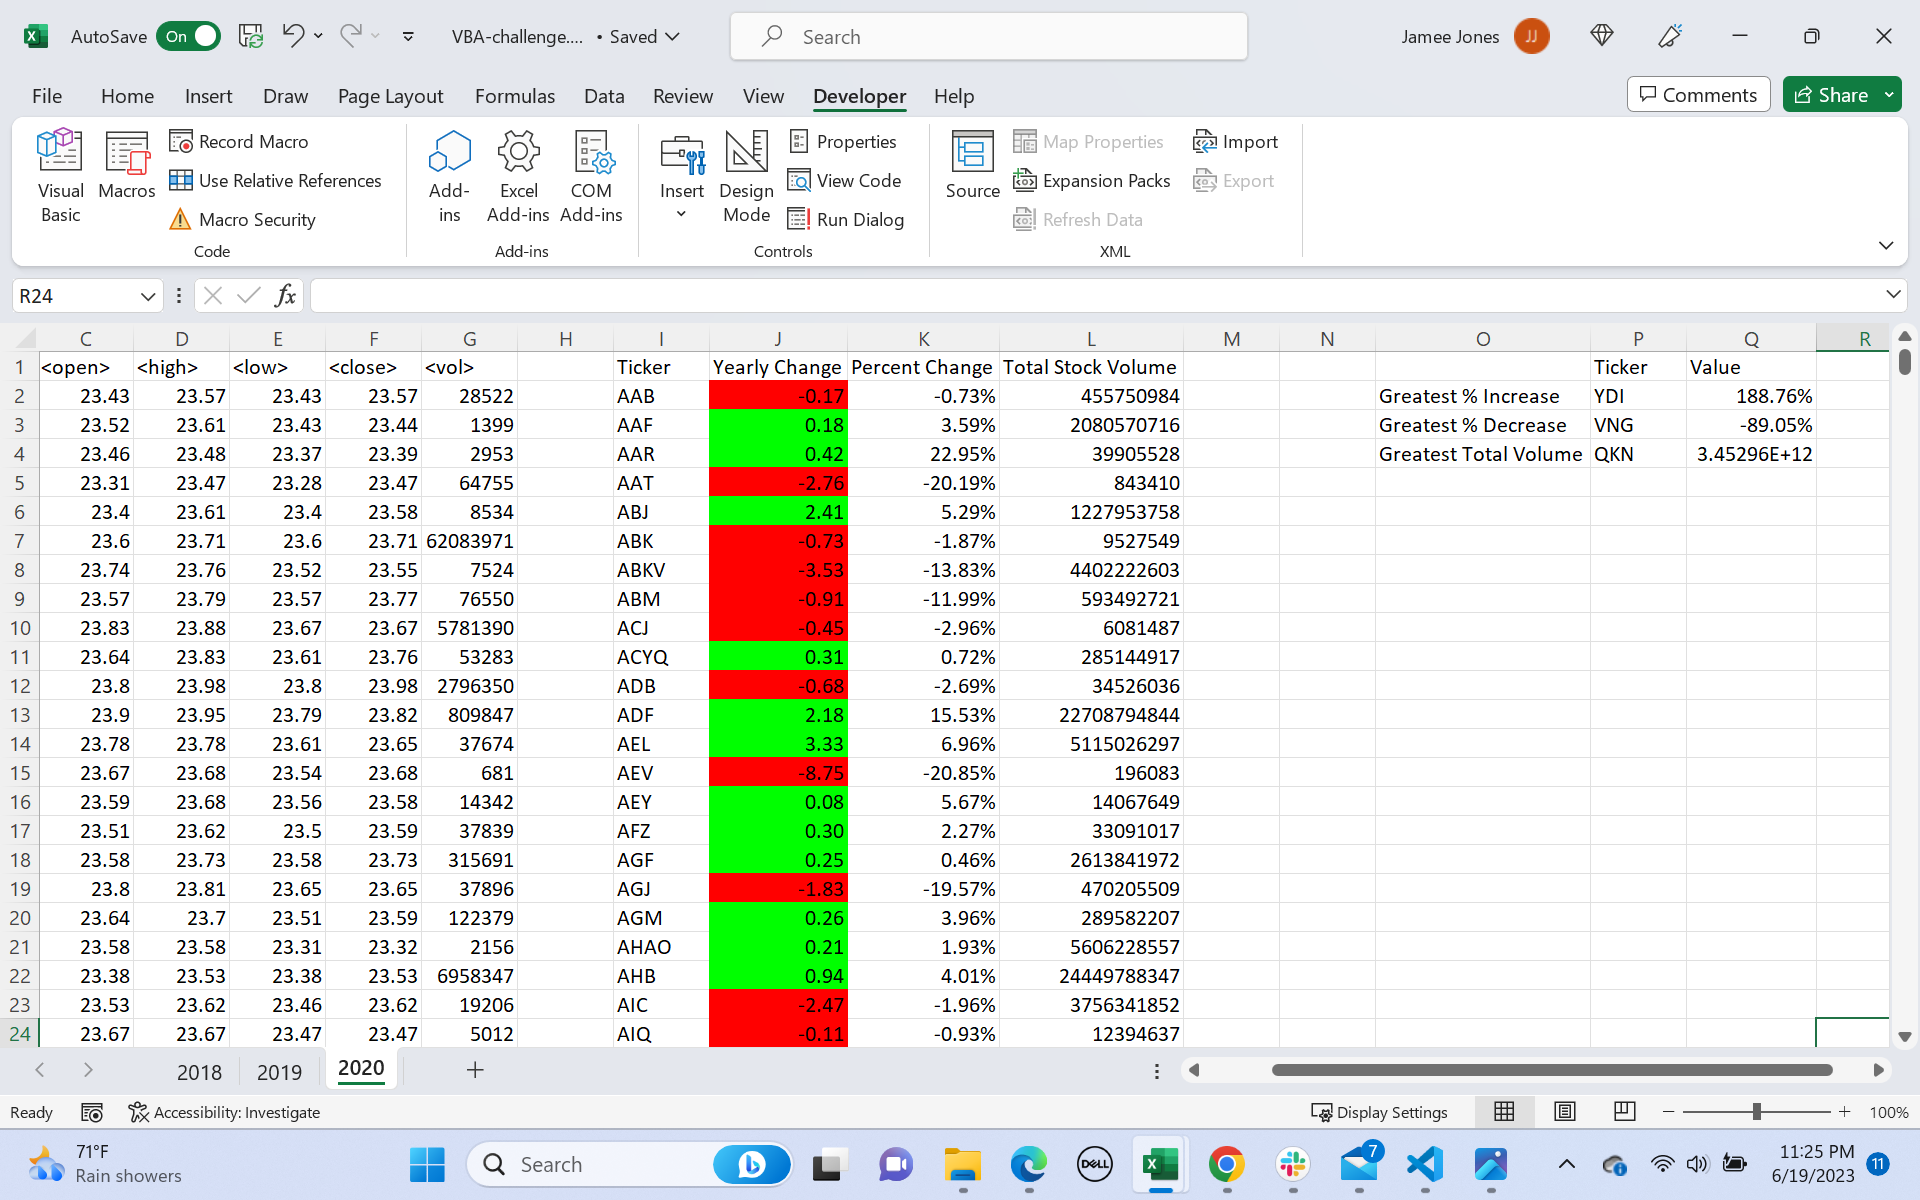 AutoSave On VBA-challenge.... • Saved Search Jamee Jones JJ
File Home Insert Draw Page Layout Formulas Data Review View Developer Help Comments Share
Visual Basic Macros Record Macro Use Relative References Macro Security Code
Add-ins Excel Add-ins COM Add-ins Add-ins
Insert Design Mode Properties View Code Run Dialog Controls
Source Map Properties Expansion Packs Refresh Data Import Export XML
R24 fx
C D E F G H I J K L M N O P Q R
1 <open> <high> <low> <close> <vol> Ticker Yearly Change Percent Change Total Stock Volume Ticker Value
2 23.43 23.57 23.43 23.57 28522 AAB -0.17 -0.73% 455750984 Greatest % Increase YDI 188.76%
3 23.52 23.61 23.43 23.44 1399 AAF 0.18 3.59% 2080570716 Greatest % Decrease VNG -89.05%
4 23.46 23.48 23.37 23.39 2953 AAR 0.42 22.95% 39905528 Greatest Total Volume QKN 3.45296E+12
5 23.31 23.47 23.28 23.47 64755 AAT -2.76 -20.19% 843410
6 23.4 23.61 23.4 23.58 8534 ABJ 2.41 5.29% 1227953758
7 23.6 23.71 23.6 23.71 62083971 ABK -0.73 -1.87% 9527549
8 23.74 23.76 23.52 23.55 7524 ABKV -3.53 -13.83% 4402222603
9 23.57 23.79 23.57 23.77 76550 ABM -0.91 -11.99% 593492721
10 23.83 23.88 23.67 23.67 5781390 ACJ -0.45 -2.96% 6081487
11 23.64 23.83 23.61 23.76 53283 ACYQ 0.31 0.72% 285144917
12 23.8 23.98 23.8 23.98 2796350 ADB -0.68 -2.69% 34526036
13 23.9 23.95 23.79 23.82 809847 ADF 2.18 15.53% 22708794844
14 23.78 23.78 23.61 23.65 37674 AEL 3.33 6.96% 5115026297
15 23.67 23.68 23.54 23.68 681 AEV -8.75 -20.85% 196083
16 23.59 23.68 23.56 23.58 14342 AEY 0.08 5.67% 14067649
17 23.51 23.62 23.5 23.59 37839 AFZ 0.30 2.27% 33091017
18 23.58 23.73 23.58 23.73 315691 AGF 0.25 0.46% 2613841972
19 23.8 23.81 23.65 23.65 37896 AGJ -1.83 -19.57% 470205509
20 23.64 23.7 23.51 23.59 122379 AGM 0.26 3.96% 289582207
21 23.58 23.58 23.31 23.32 2156 AHAO 0.21 1.93% 5606228557
22 23.38 23.53 23.38 23.53 6958347 AHB 0.94 4.01% 24449788347
23 23.53 23.62 23.46 23.62 19206 AIC -2.47 -1.96% 3756341852
24 23.67 23.67 23.47 23.47 5012 AIQ -0.11 -0.93% 12394637
2018 2019 2020
Ready Accessibility: Investigate Display Settings 100%
71°F
Rain showers
Search DELL 7
11:25 PM
6/19/2023 11